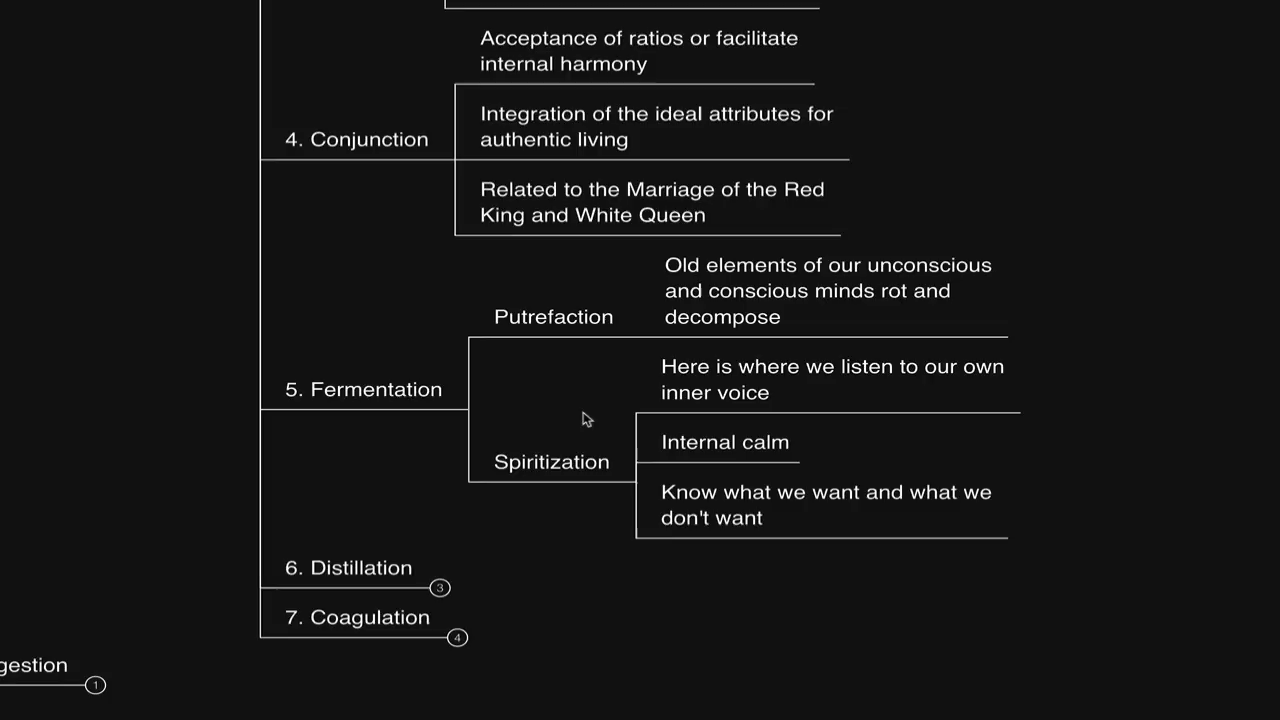 Acceptance of ratios or facilitate
internal harmony
Integration of the ideal attributes for
authentic living
4. Conjunction
Related to the Marriage of the Red
King and White Queen
Old elements of our unconscious
and conscious minds rot and
decompose
Putrefaction
Here is where we listen to our own
inner voice
5. Fermentation
Internal calm
Spiritization
Know what we want and what we
don't want
6. Distillation
3
7. Coagulation
4
gestion
1